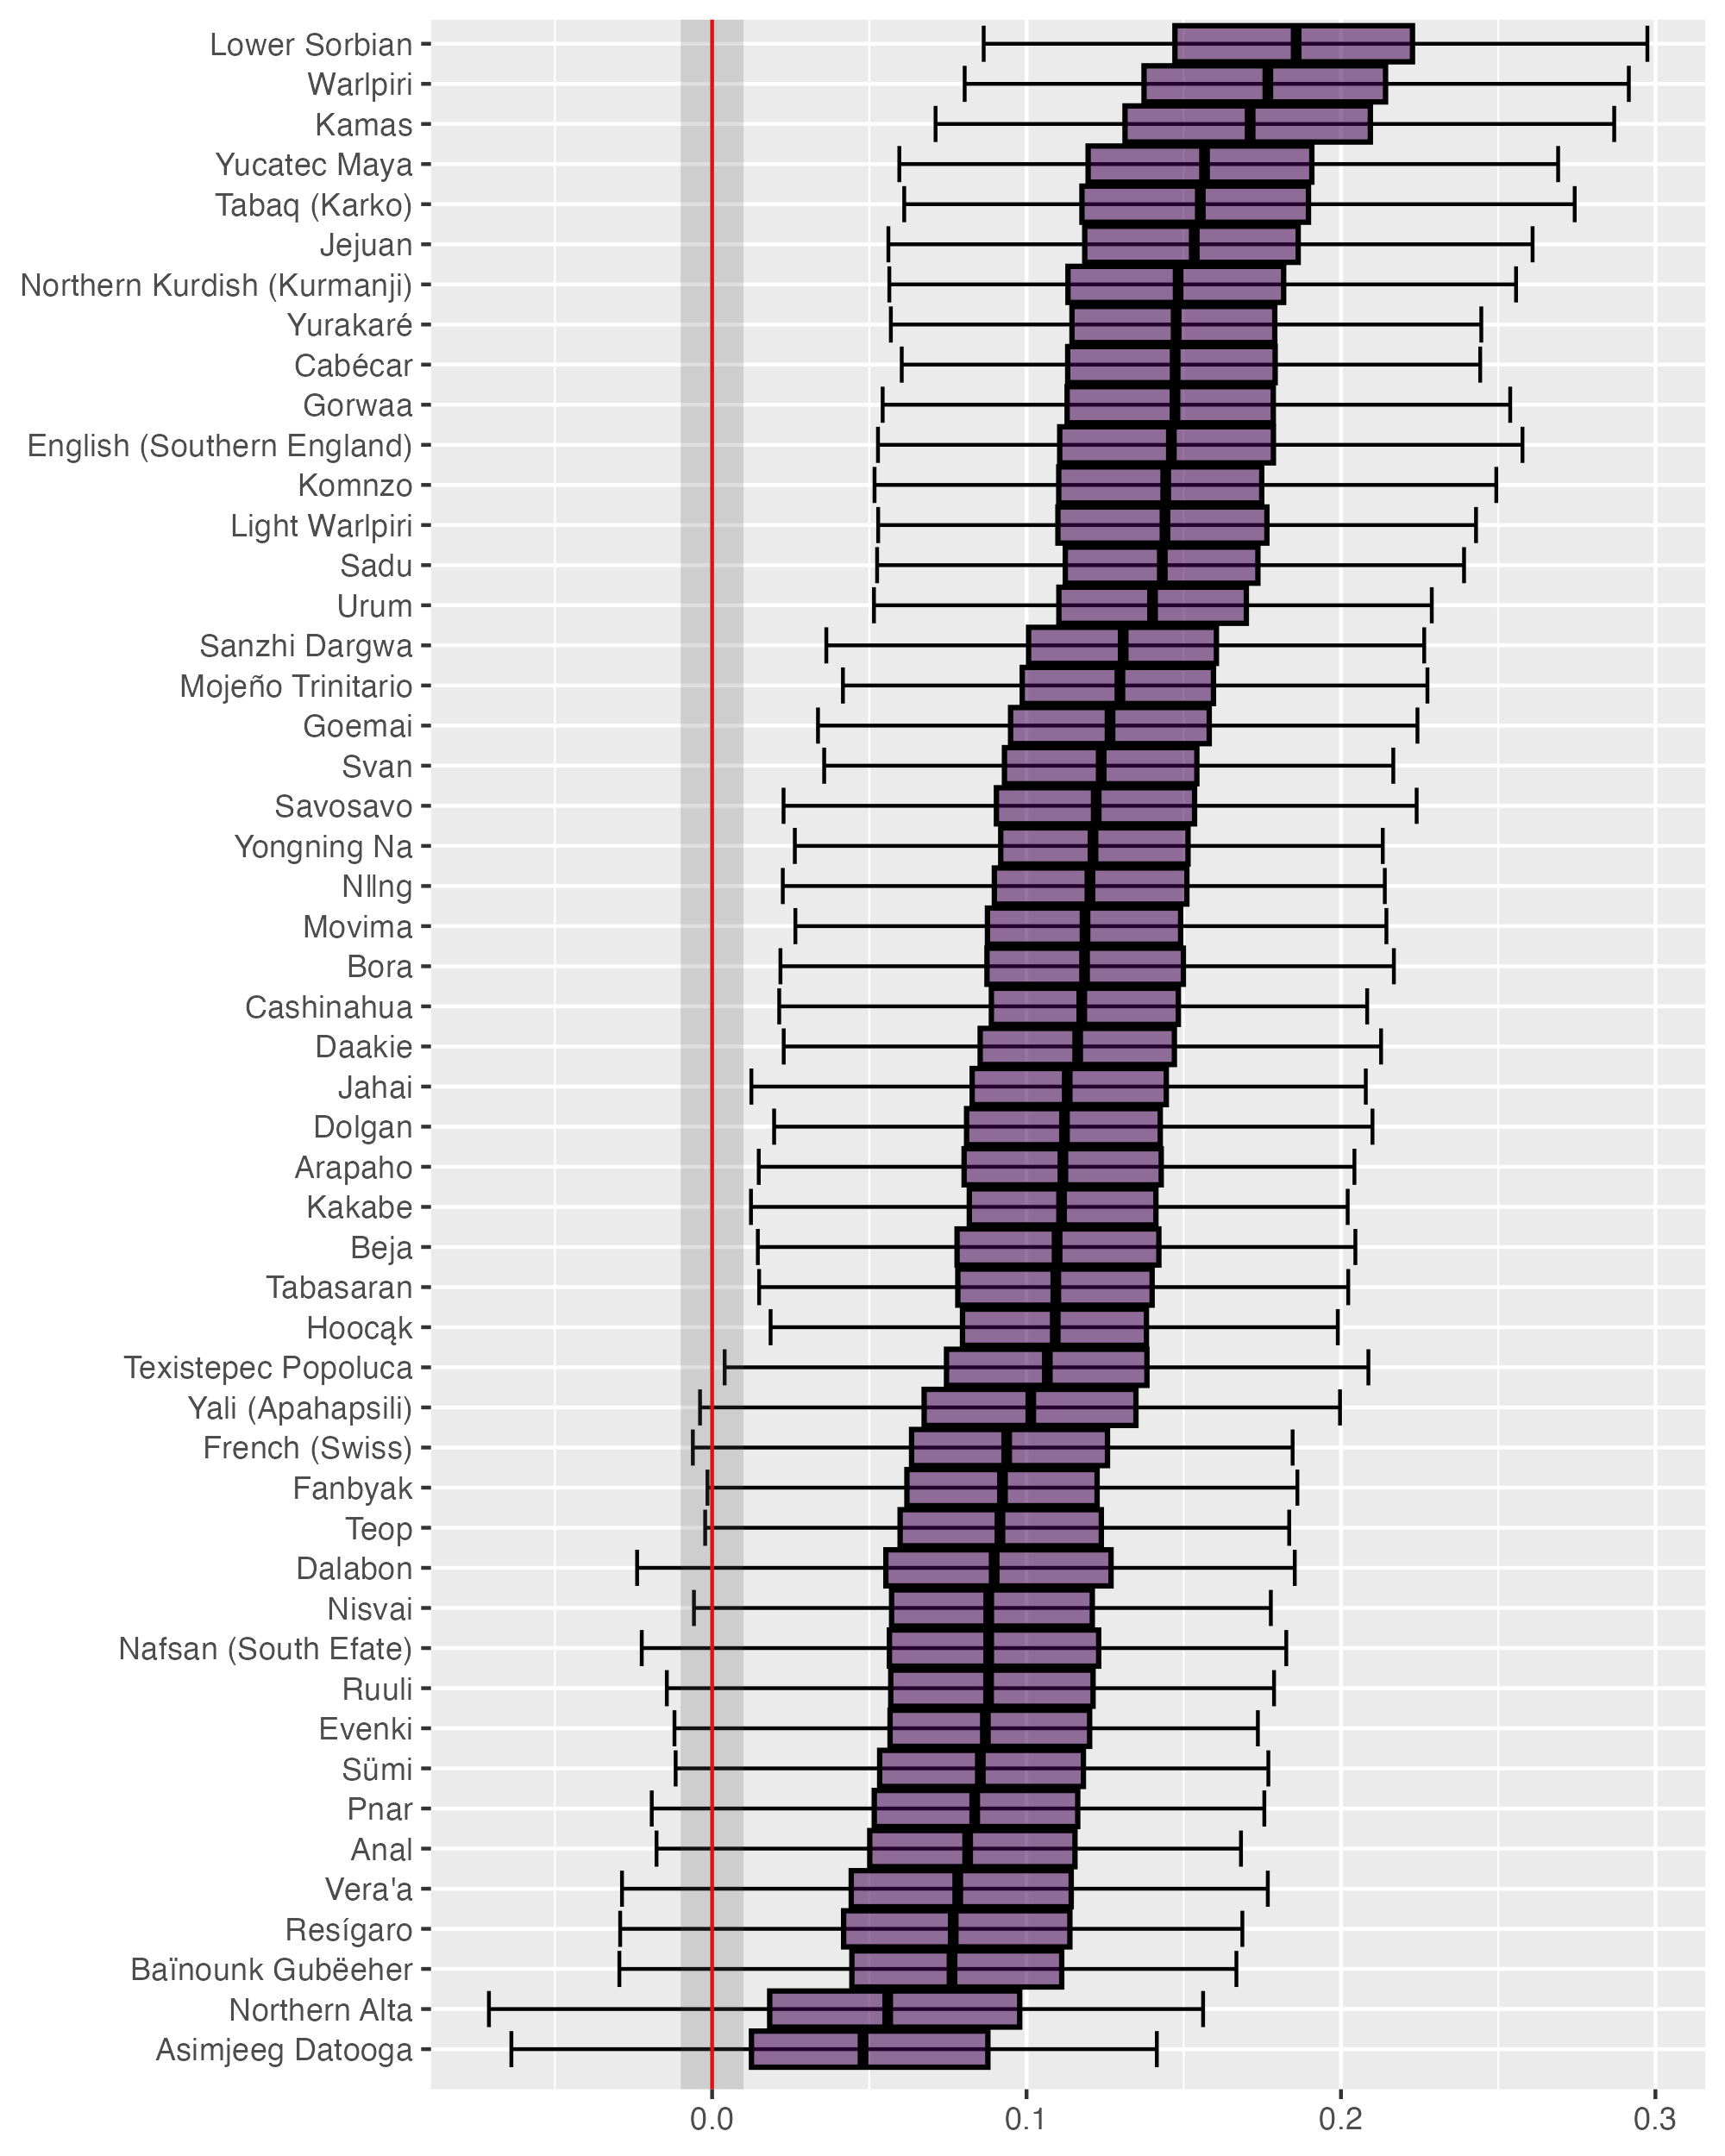 Lower Sorbian
Warlpiri
Kamas
Yucatec Maya
Tabaq (Karko)
Jejuan
Northern Kurdish (Kurmanji)
Yurakaré
Cabécar
Gorwaa
English (Southern England)
Komnzo
Light Warlpiri
Sadu
Urum
Sanzhi Dargwa
Mojeño Trinitario
Goemai
Svan
Savosavo
Yongning Na
Nǁng
Movima
Bora
Cashinahua
Daakie
Jahai
Dolgan
Arapaho
Kakabe
Beja
Tabasaran
Hoocąk
Texistepec Popoluca
Yali (Apahapsili)
French (Swiss)
Fanbyak
Teop
Dalabon
Nisvai
Nafsan (South Efate)
Ruuli
Evenki
Sümi
Pnar
Anal
Vera'a
Resígaro
Baïnounk Gubëeher
Northern Alta
Asimjeeg Datooga
0.0 0.1 0.2 0.3